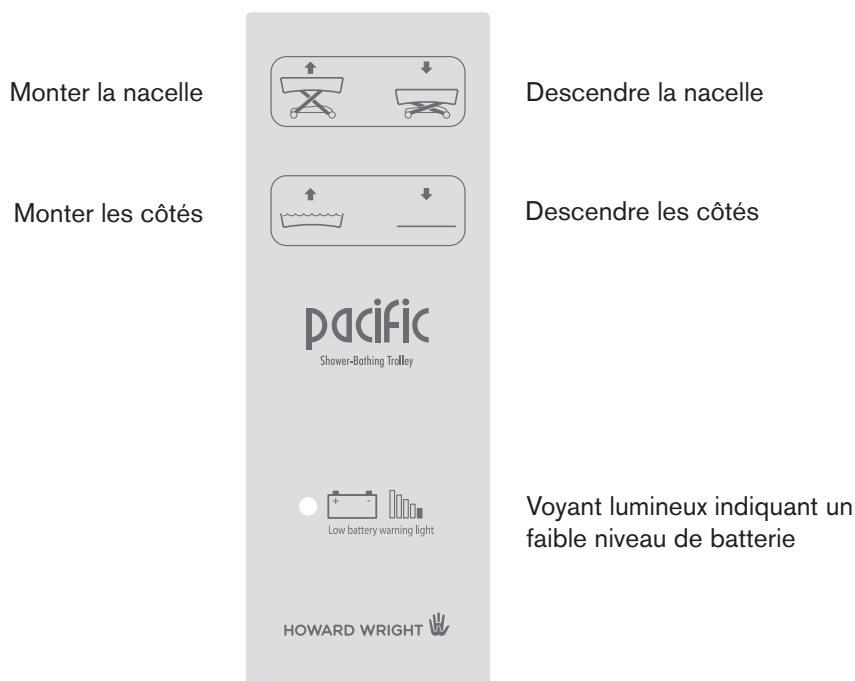 Monter la nacelle
Descendre la nacelle
Monter les côtés
Descendre les côtés
pacific
Shower-Bathing Trolley
+ -
Low battery warning light
Voyant lumineux indiquant un
faible niveau de batterie
HOWARD WRIGHT